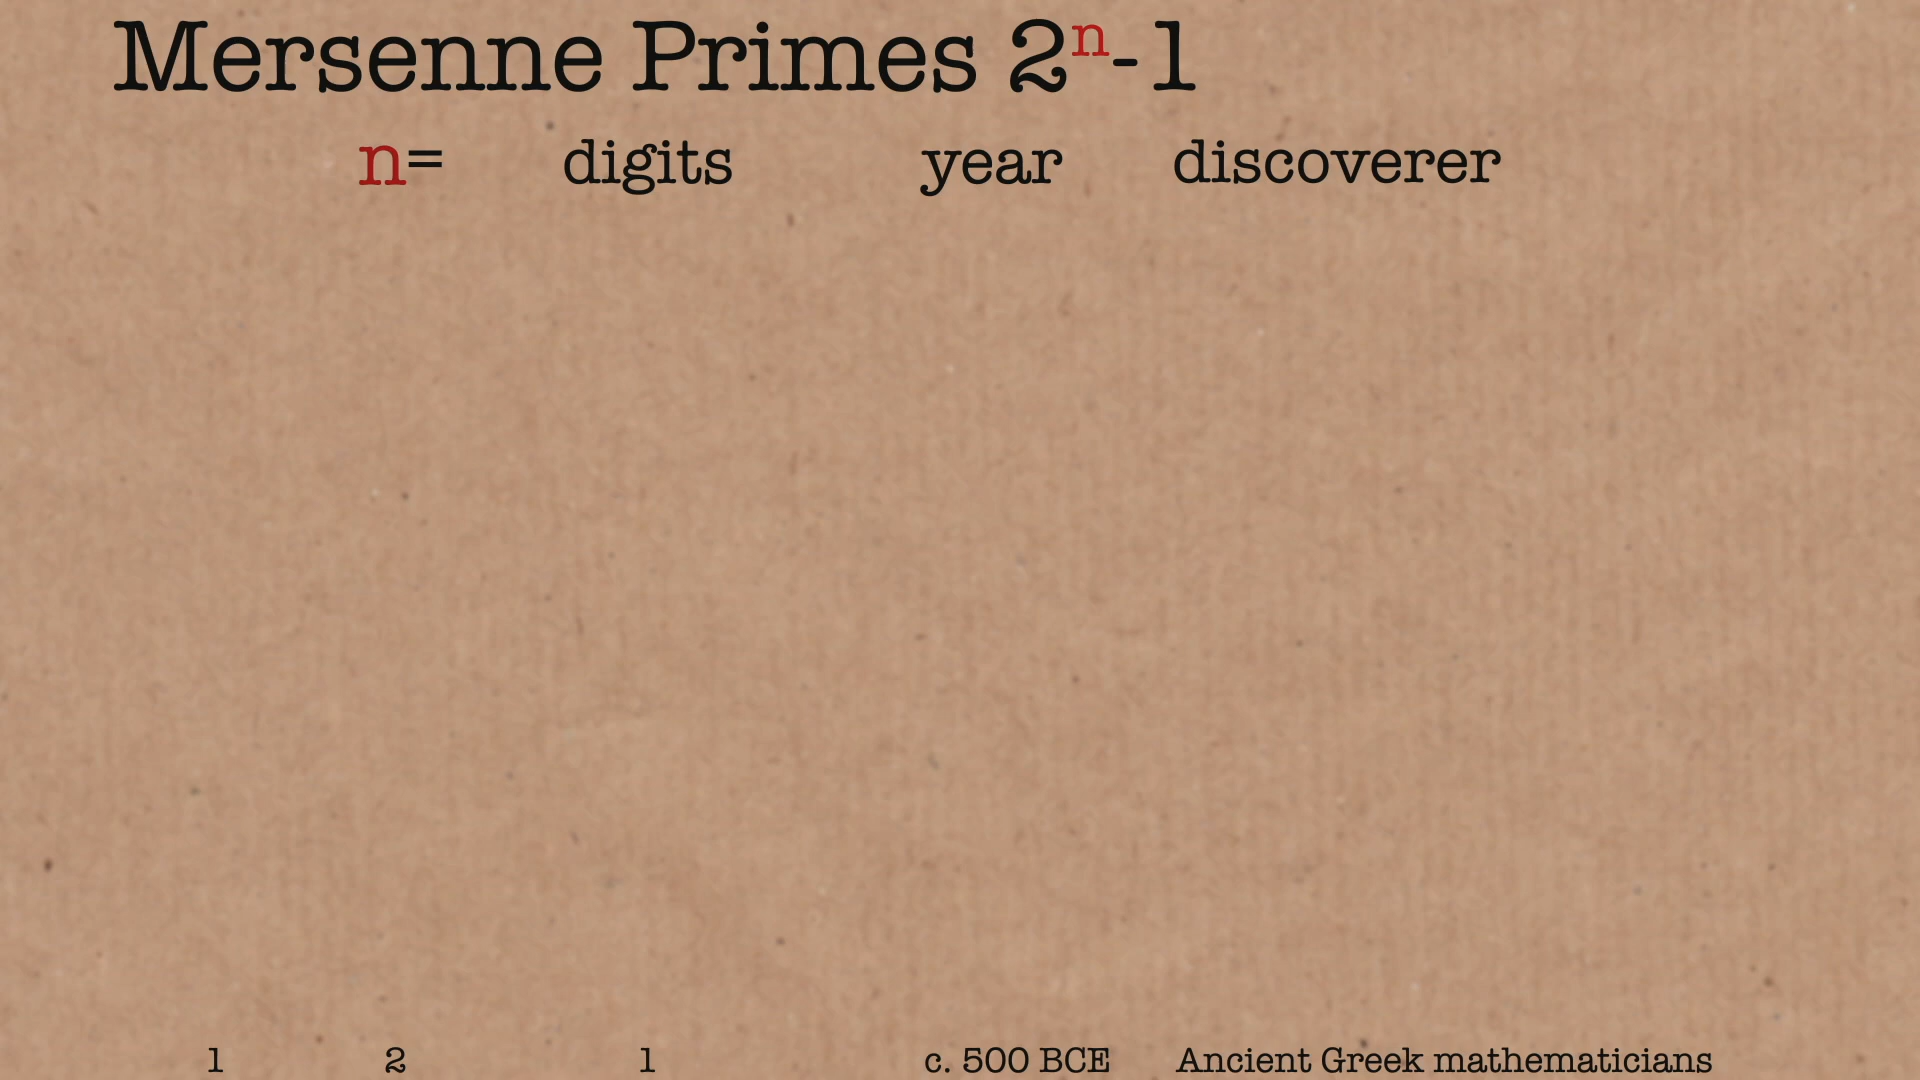 Mersenne Primes 2ⁿ-1
n= digits year discoverer
1 2 1 c. 500 BCE Ancient Greek mathematicians